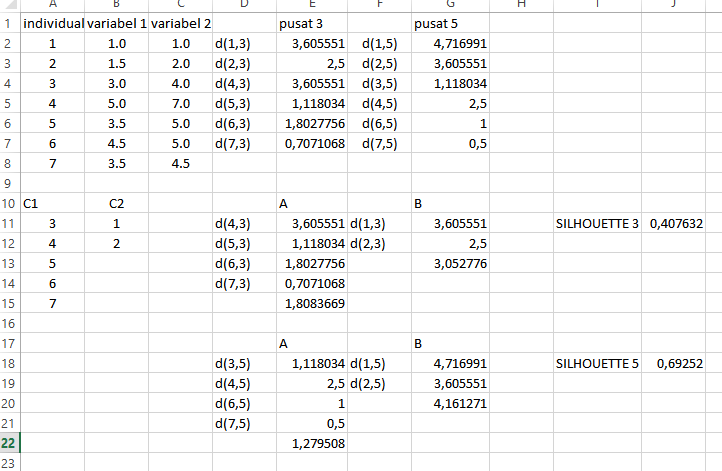 A B C D E F G H I J
1 individual variabel 1 variabel 2 pusat 3 pusat 5
2 1 1.0 1.0 d(1,3) 3,605551 d(1,5) 4,716991
3 2 1.5 2.0 d(2,3) 2,5 d(2,5) 3,605551
4 3 3.0 4.0 d(4,3) 3,605551 d(3,5) 1,118034
5 4 5.0 7.0 d(5,3) 1,118034 d(4,5) 2,5
6 5 3.5 5.0 d(6,3) 1,8027756 d(6,5) 1
7 6 4.5 5.0 d(7,3) 0,7071068 d(7,5) 0,5
8 7 3.5 4.5
9
10 C1 C2 A B
11 3 1 d(4,3) 3,605551 d(1,3) 3,605551 SILHOUETTE 3 0,407632
12 4 2 d(5,3) 1,118034 d(2,3) 2,5
13 5 d(6,3) 1,8027756 3,052776
14 6 d(7,3) 0,7071068
15 7 1,8083669
16
17 A B
18 d(3,5) 1,118034 d(1,5) 4,716991 SILHOUETTE 5 0,69252
19 d(4,5) 2,5 d(2,5) 3,605551
20 d(6,5) 1 4,161271
21 d(7,5) 0,5
22 1,279508
23